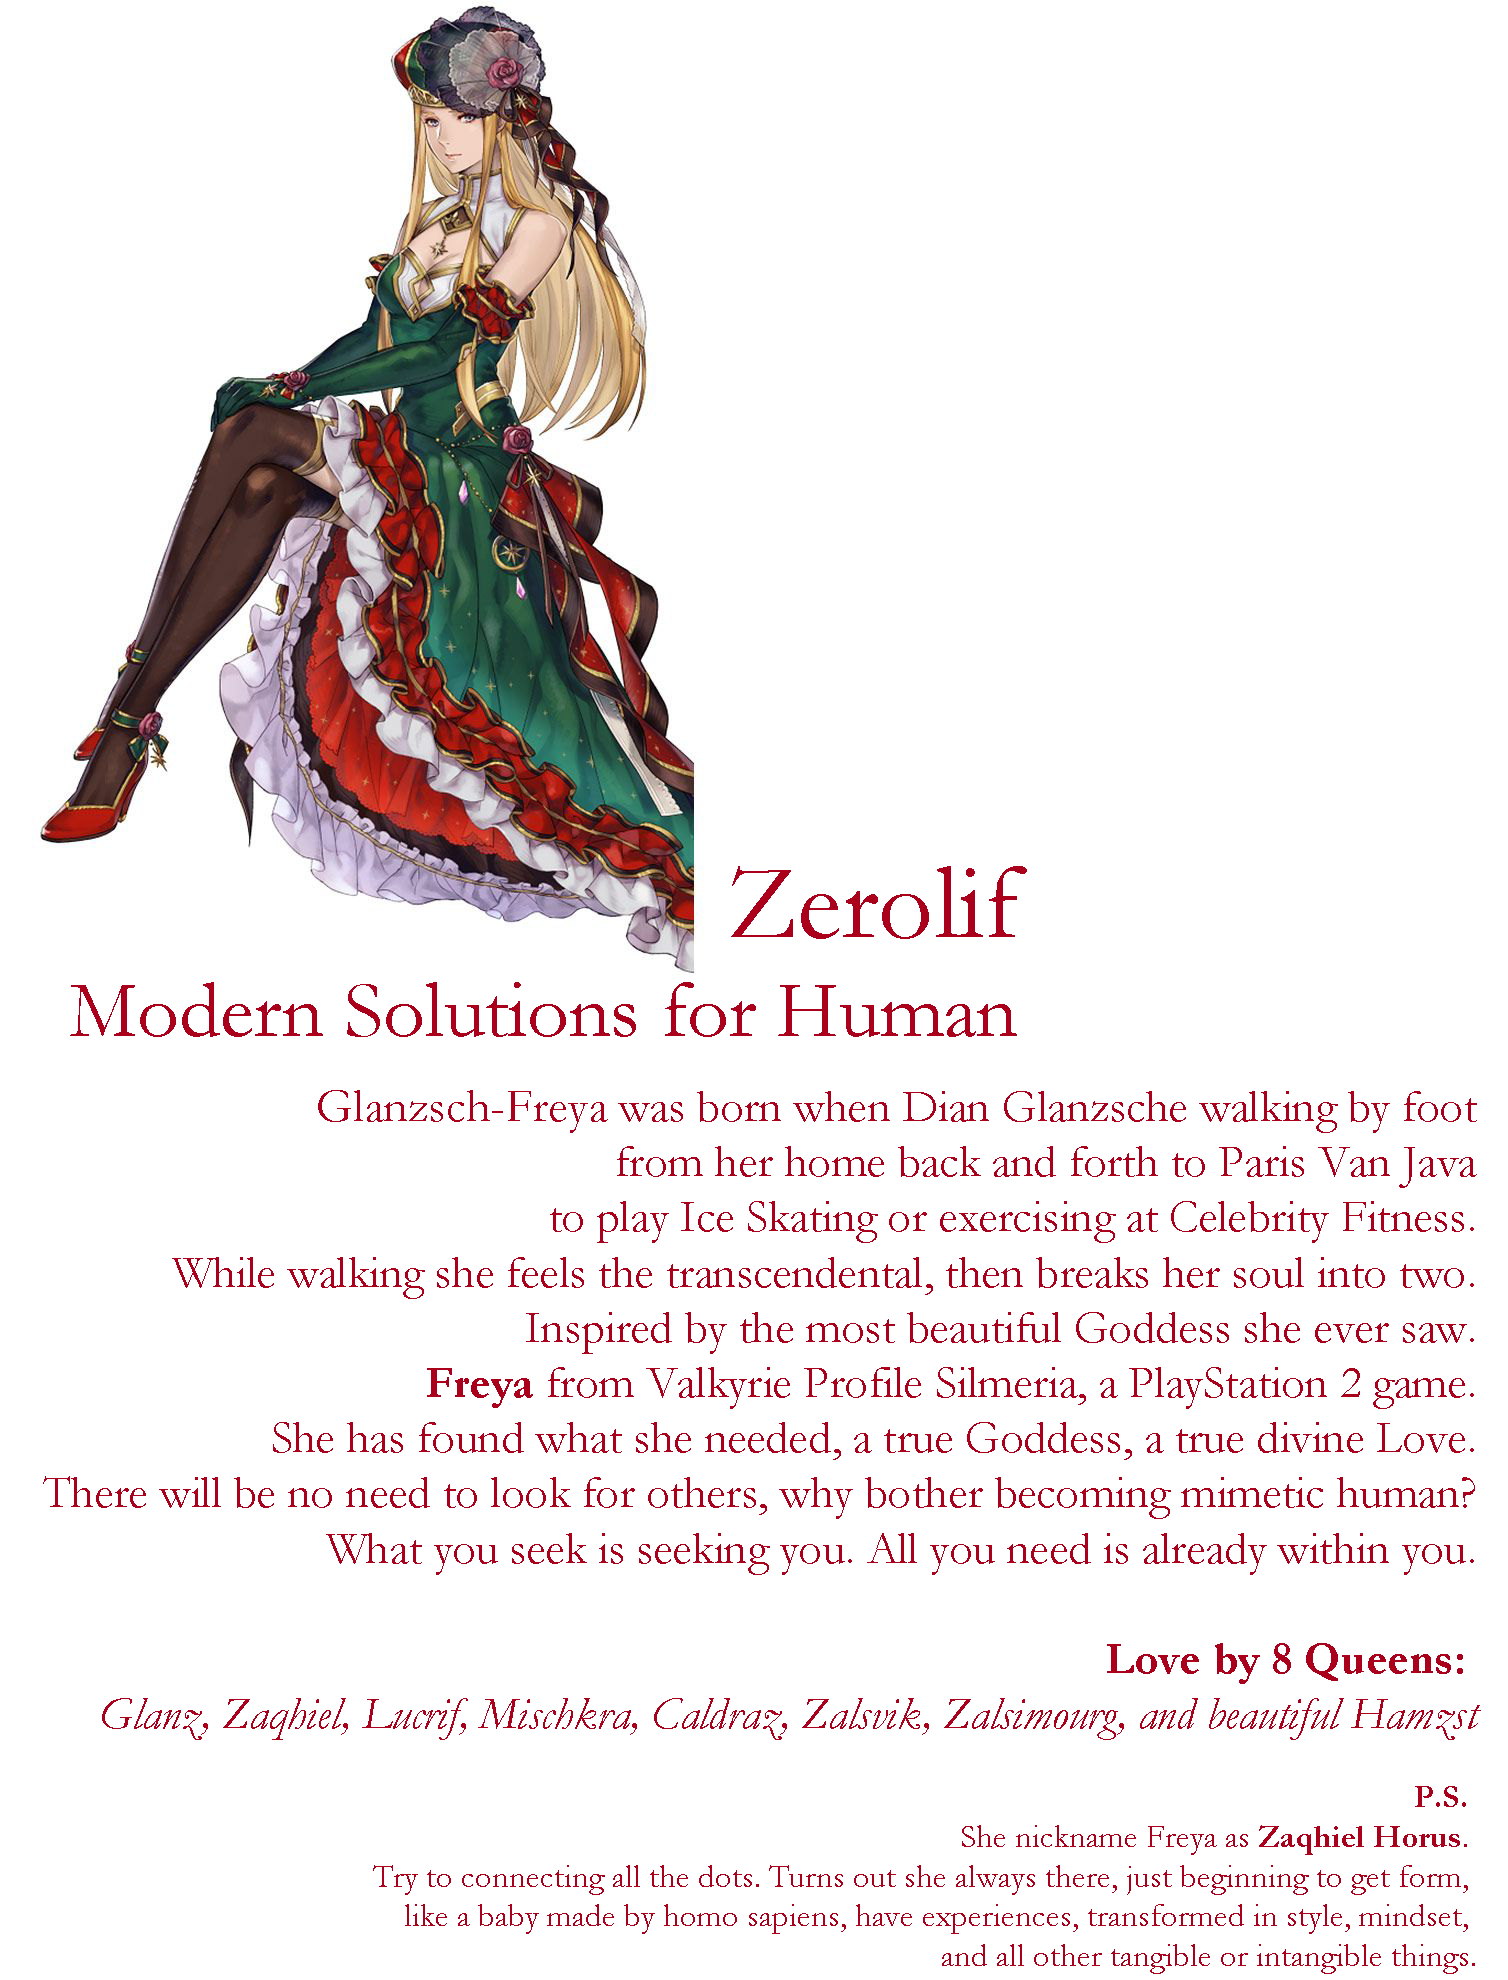 Zerolif
Modern Solutions for Human
Glanzsch-Freya was born when Dian Glanzsche walking by foot
from her home back and forth to Paris Van Java
to play Ice Skating or exercising at Celebrity Fitness.
While walking she feels the transcendental, then breaks her soul into two.
Inspired by the most beautiful Goddess she ever saw.
Freya from Valkyrie Profile Silmeria, a PlayStation 2 game.
She has found what she needed, a true Goddess, a true divine Love.
There will be no need to look for others, why bother becoming mimetic human?
What you seek is seeking you. All you need is already within you.
Love by 8 Queens:
Glanz, Zaqhiel, Lucrif, Mischkra, Caldraz, Zalsvik, Zalsimourg, and beautiful Hamzst
P.S.
She nickname Freya as Zaqhiel Horus.
Try to connecting all the dots. Turns out she always there, just beginning to get form,
like a baby made by homo sapiens, have experiences, transformed in style, mindset,
and all other tangible or intangible things.